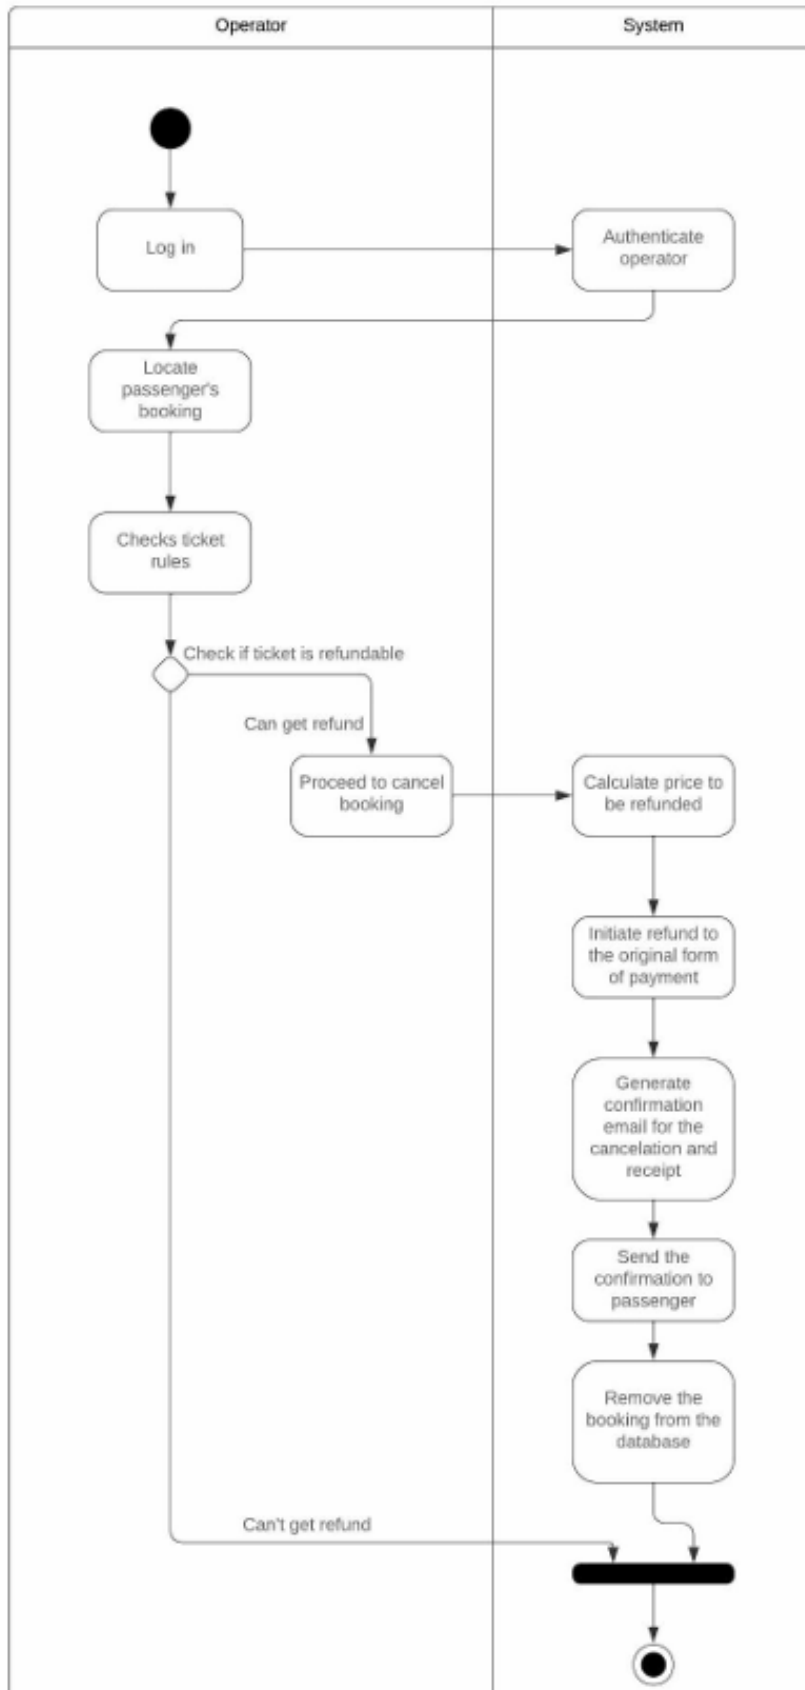 Operator
System
Log in
Authenticate
operator
Locate
passenger's
booking
Checks ticket
rules
Check if ticket is refundable
Can get refund
Proceed to cancel
booking
Calculate price to
be refunded
Initiate refund to
the original form
of payment
Generate
confirmation
email for the
cancelation and
receipt
Send the
confirmation to
passenger
Remove the
booking from the
database
Can't get refund